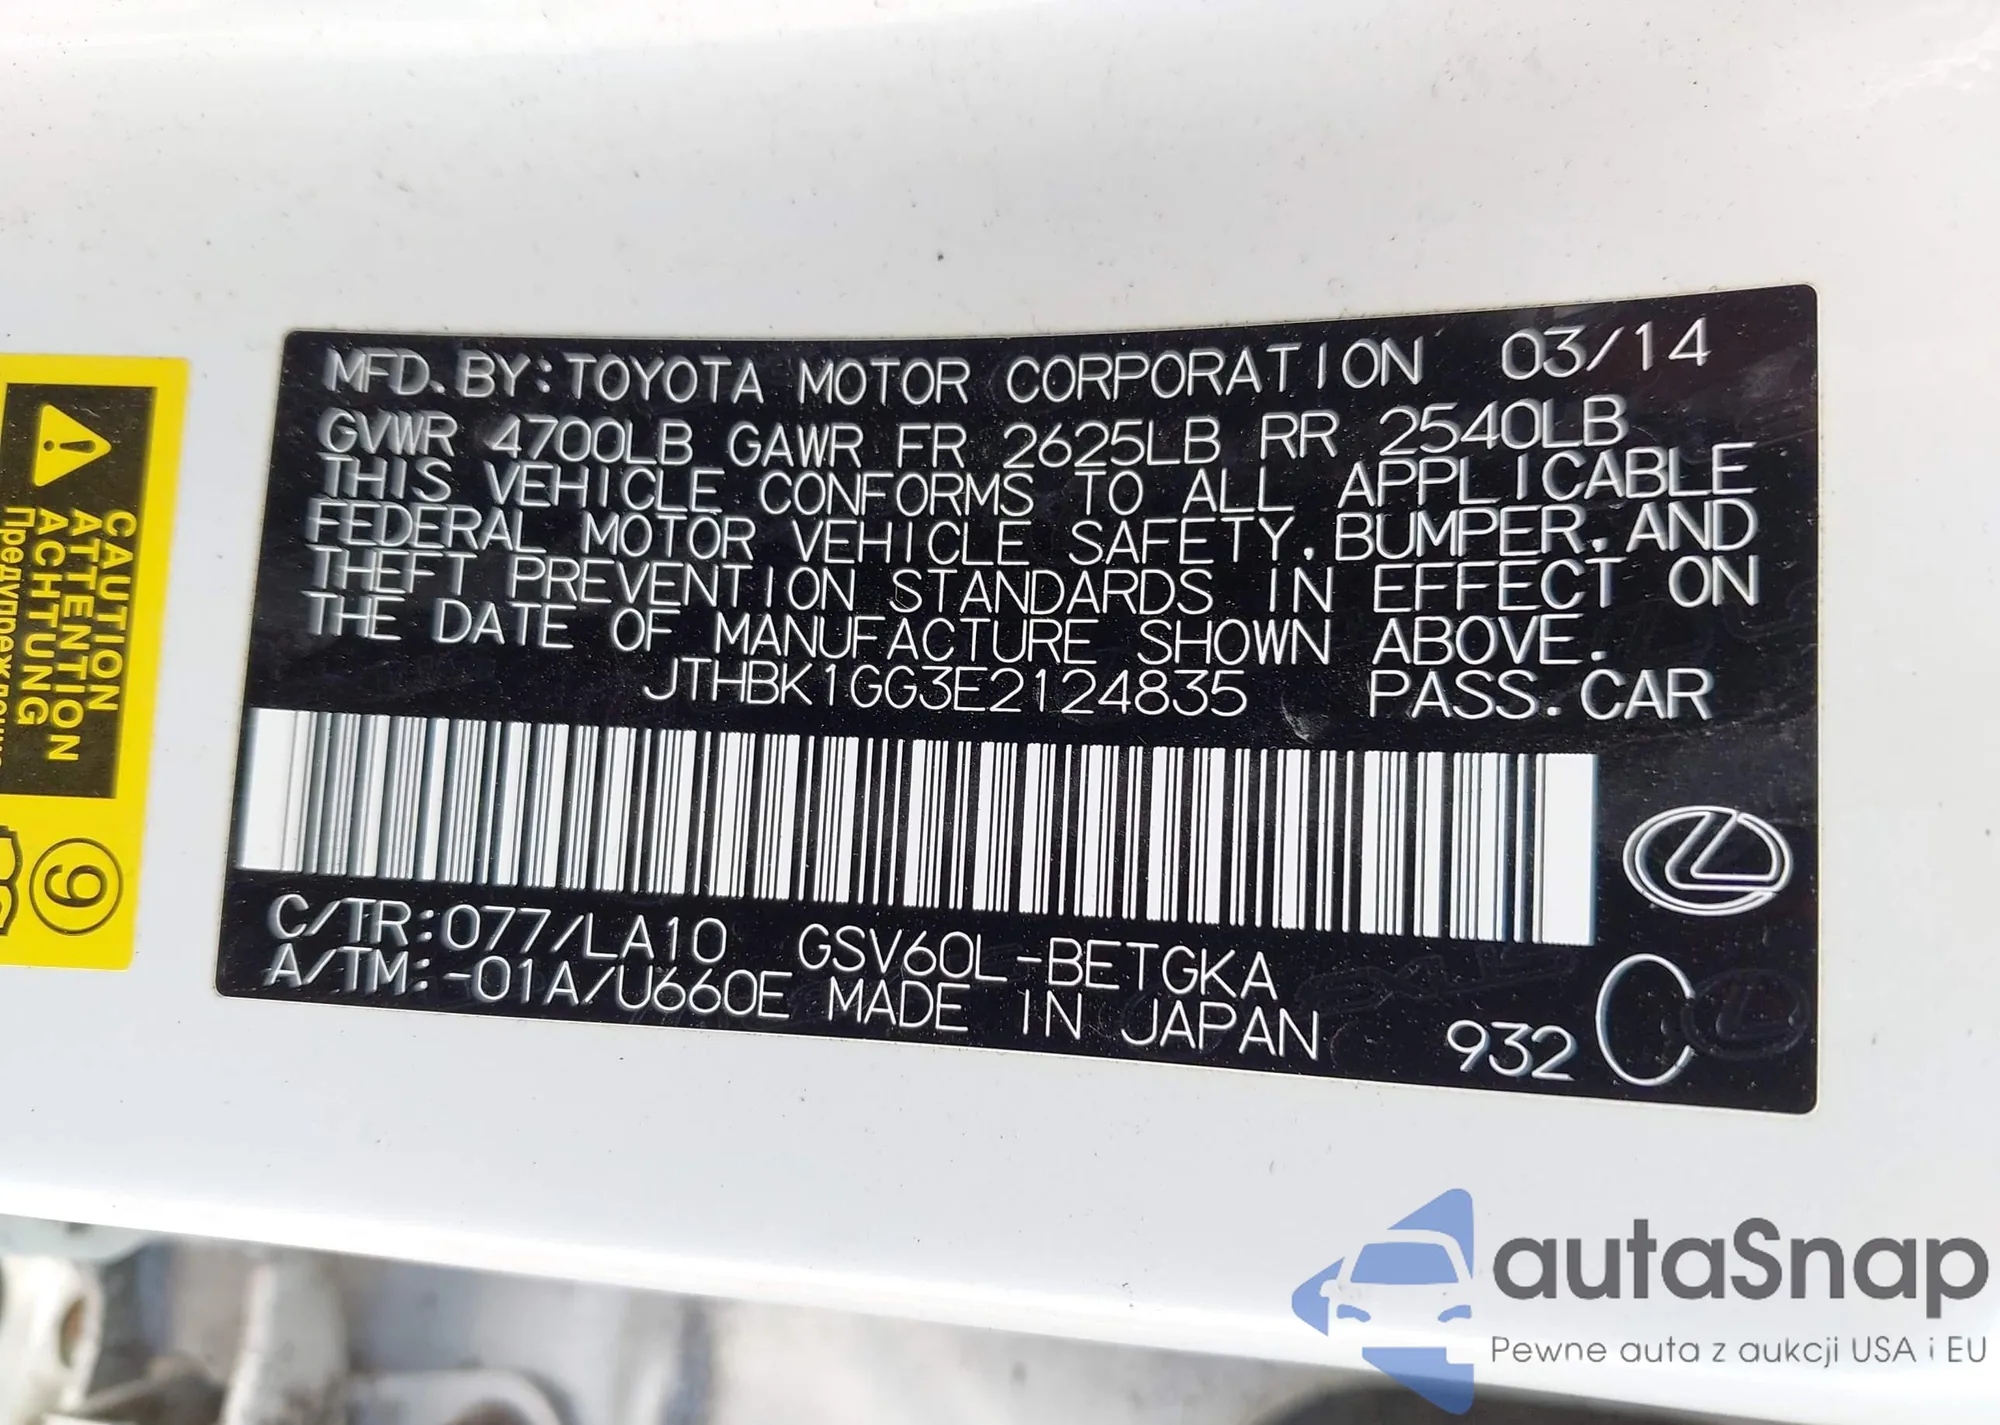 MFD.BY:TOYOTA MOTOR CORPORATION 03/14
GVWR 4700LB GAWR FR 2625LB RR 2540LB
THIS VEHICLE CONFORMS TO ALL APPLICABLE
FEDERAL MOTOR VEHICLE SAFETY, BUMPER, AND
THEFT PREVENTION STANDARDS IN EFFECT ON
THE DATE OF MANUFACTURE SHOWN ABOVE.
JTHBK1GG3E2124835 PASS.CAR
C/TR:077/LA10 GSV60L-BETGKA
A/TM:-01A/U660E MADE IN JAPAN
932 C
CAUTION
ATTENTION
ACHTUNG
9
autaSnap
Pewne auta z aukcji USA i EU